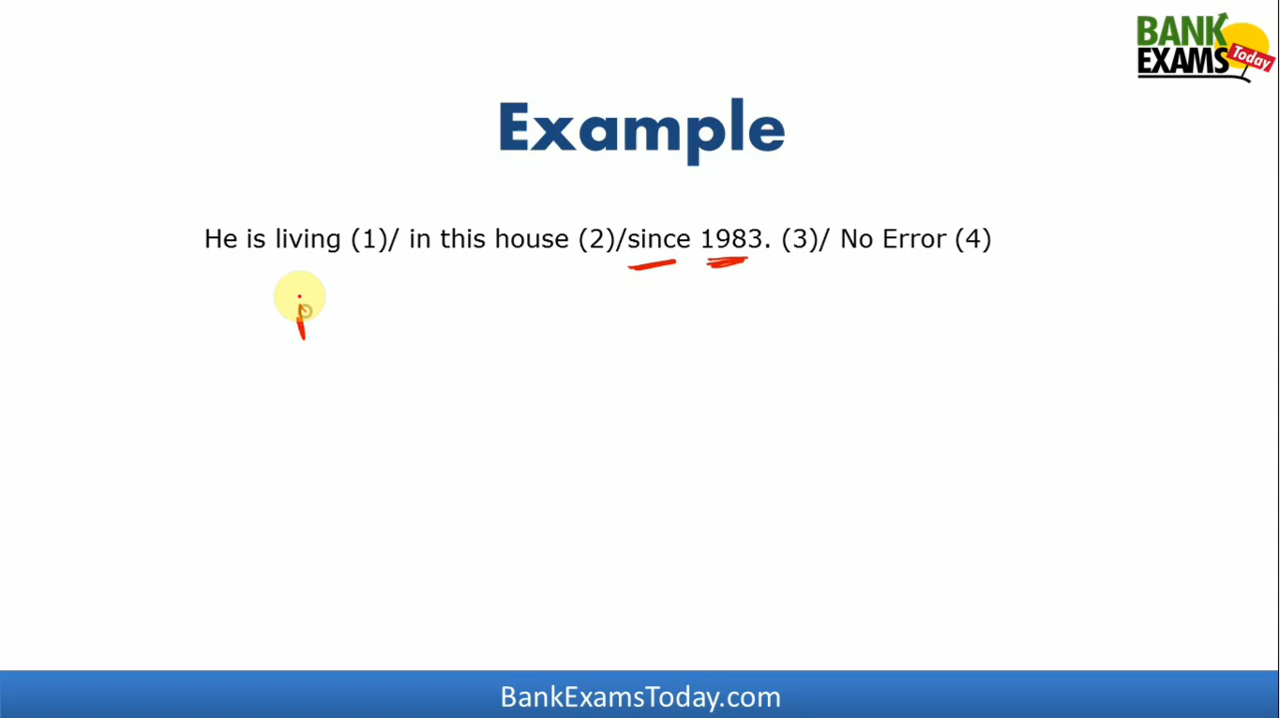 BANK
EXAMS Today
Example
He is living (1)/ in this house (2)/since 1983. (3)/ No Error (4)
BankExamsToday.com